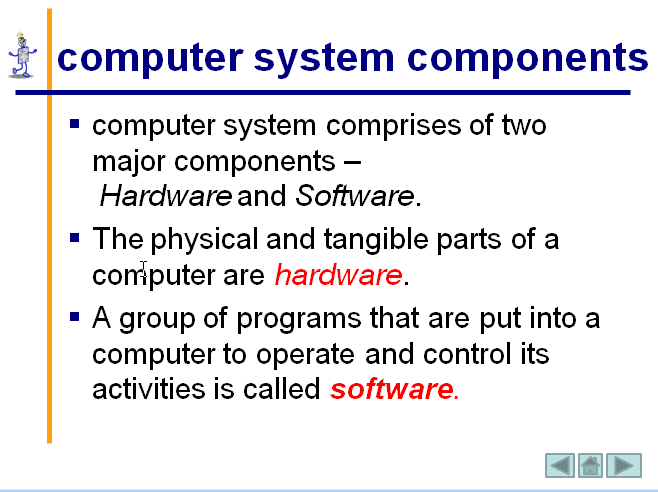 computer system components
computer system comprises of two
major components –
Hardware and Software.
The physical and tangible parts of a
computer are hardware.
A group of programs that are put into a
computer to operate and control its
activities is called software.